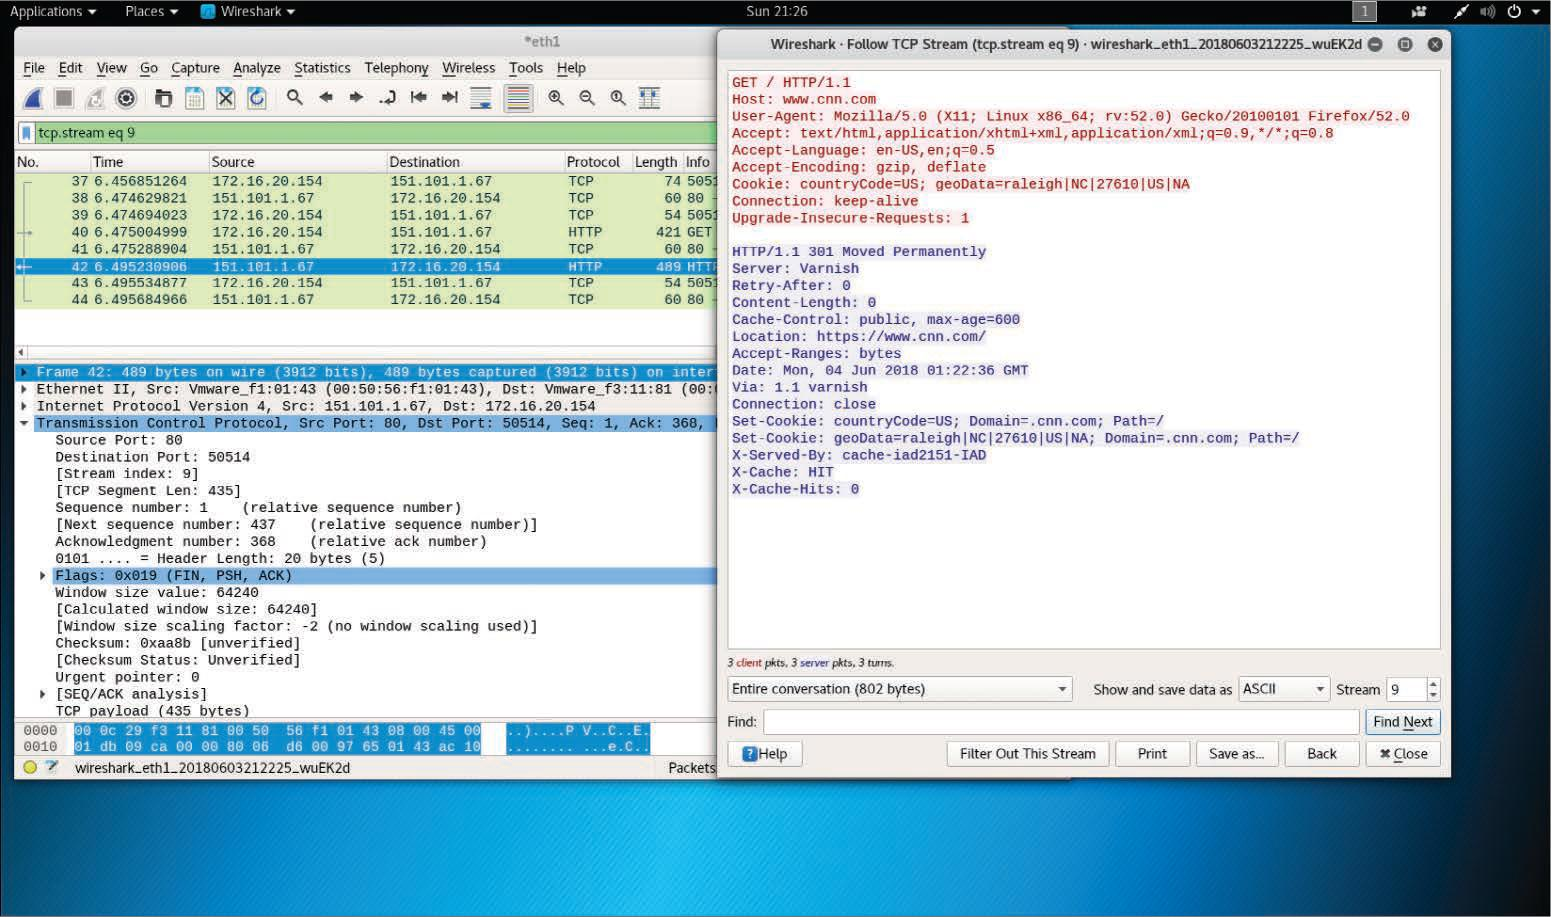 Applications Places Wireshark Sun 21:26 1
*eth1
File Edit View Go Capture Analyze Statistics Telephony Wireless Tools Help
tcp.stream eq 9
No. Time Source Destination Protocol Length Info
37 6.456851264 172.16.20.154 151.101.1.67 TCP 74 5051
38 6.474629821 151.101.1.67 172.16.20.154 TCP 60 80
39 6.474694023 172.16.20.154 151.101.1.67 TCP 54 5051
40 6.475004999 172.16.20.154 151.101.1.67 HTTP 421 GET
41 6.475288904 151.101.1.67 172.16.20.154 TCP 60 80
42 6.495230906 151.101.1.67 172.16.20.154 HTTP 489 HTT
43 6.495534877 172.16.20.154 151.101.1.67 TCP 54 5051
44 6.495684966 151.101.1.67 172.16.20.154 TCP 60 80
Frame 42: 489 bytes on wire (3912 bits), 489 bytes captured (3912 bits) on inter
Ethernet II, Src: Vmware_f1:01:43 (00:50:56:f1:01:43), Dst: Vmware_f3:11:81 (00:
Internet Protocol Version 4, Src: 151.101.1.67, Dst: 172.16.20.154
Transmission Control Protocol, Src Port: 80, Dst Port: 50514, Seq: 1, Ack: 368,
Source Port: 80
Destination Port: 50514
[Stream index: 9]
[TCP Segment Len: 435]
Sequence number: 1 (relative sequence number)
[Next sequence number: 437 (relative sequence number)]
Acknowledgment number: 368 (relative ack number)
0101 .... = Header Length: 20 bytes (5)
Flags: 0x019 (FIN, PSH, ACK)
Window size value: 64240
[Calculated window size: 64240]
[Window size scaling factor: -2 (no window scaling used)]
Checksum: 0xaa8b [unverified]
[Checksum Status: Unverified]
Urgent pointer: 0
[SEQ/ACK analysis]
TCP payload (435 bytes)
0000 00 0c 29 f3 11 81 00 50 56 f1 01 43 08 00 45 00 ..)....P V..C..E.
0010 01 db 09 ca 00 00 80 06 d6 00 97 65 01 43 ac 10 ........ ...e.C..
wireshark_eth1_20180603212225_wuEK2d Packets
Wireshark · Follow TCP Stream (tcp.stream eq 9) · wireshark_eth1_20180603212225_wuEK2d
GET / HTTP/1.1
Host: www.cnn.com
User-Agent: Mozilla/5.0 (X11; Linux x86_64; rv:52.0) Gecko/20100101 Firefox/52.0
Accept: text/html,application/xhtml+xml,application/xml;q=0.9,*/*;q=0.8
Accept-Language: en-US,en;q=0.5
Accept-Encoding: gzip, deflate
Cookie: countryCode=US; geoData=raleigh|NC|27610|US|NA
Connection: keep-alive
Upgrade-Insecure-Requests: 1
HTTP/1.1 301 Moved Permanently
Server: Varnish
Retry-After: 0
Content-Length: 0
Cache-Control: public, max-age=600
Location: https://www.cnn.com/
Accept-Ranges: bytes
Date: Mon, 04 Jun 2018 01:22:36 GMT
Via: 1.1 varnish
Connection: close
Set-Cookie: countryCode=US; Domain=.cnn.com; Path=/
Set-Cookie: geoData=raleigh|NC|27610|US|NA; Domain=.cnn.com; Path=/
X-Served-By: cache-iad2151-IAD
X-Cache: HIT
X-Cache-Hits: 0
3 client pkts, 3 server pkts, 3 turns.
Entire conversation (802 bytes) Show and save data as ASCII Stream 9
Find: Find Next
Help Filter Out This Stream Print Save as... Back Close